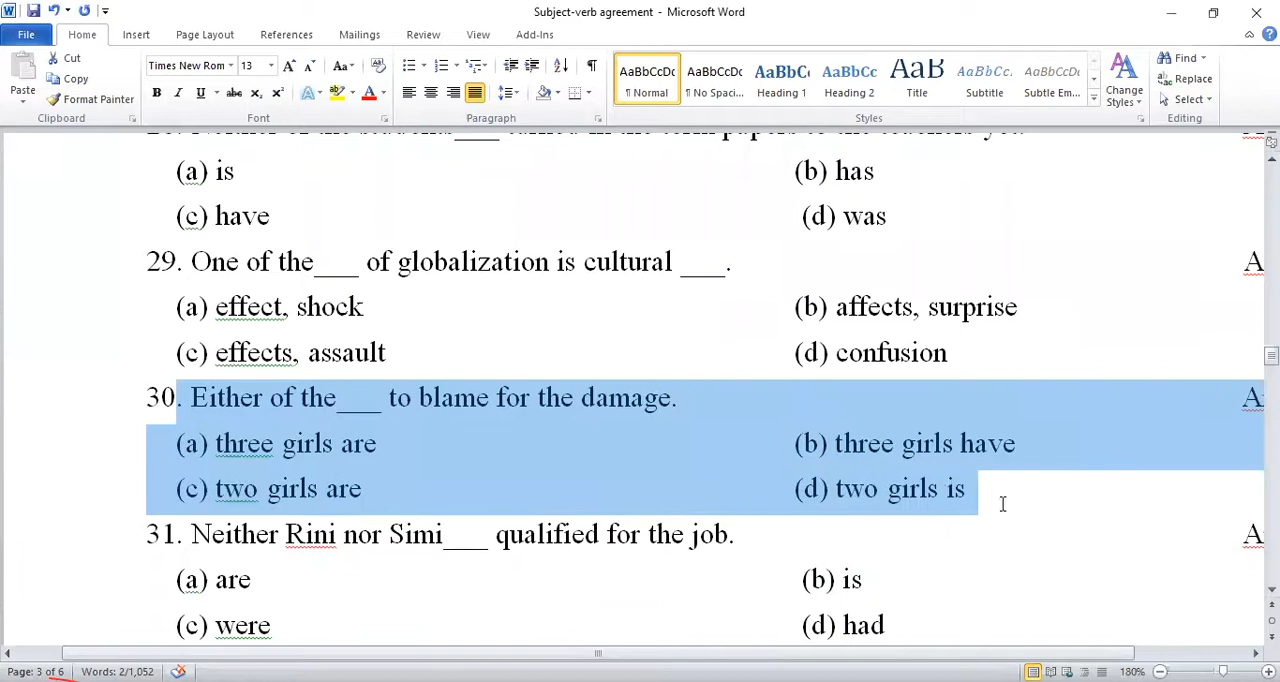 Subject-verb agreement - Microsoft Word
File Home Insert Page Layout References Mailings Review View Add-Ins
Paste Cut Copy Format Painter
Times New Rom 13
AaBbCcDc AaBbCcDc AaBbC AaBbCc AaB AaBbCc. AaBbCcDc
¶ Normal ¶ No Spaci... Heading 1 Heading 2 Title Subtitle Subtle Em...
Change Styles
Find Replace Select
Clipboard Font Paragraph Styles Editing
(a) is (b) has
(c) have (d) was
29. One of the___ of globalization is cultural ___. A
(a) effect, shock (b) affects, surprise
(c) effects, assault (d) confusion
30. Either of the___ to blame for the damage.
(a) three girls are (b) three girls have
(c) two girls are (d) two girls is
31. Neither Rini nor Simi___ qualified for the job.
(a) are (b) is
(c) were (d) had
Page: 3 of 6 Words: 2/1,052 180%